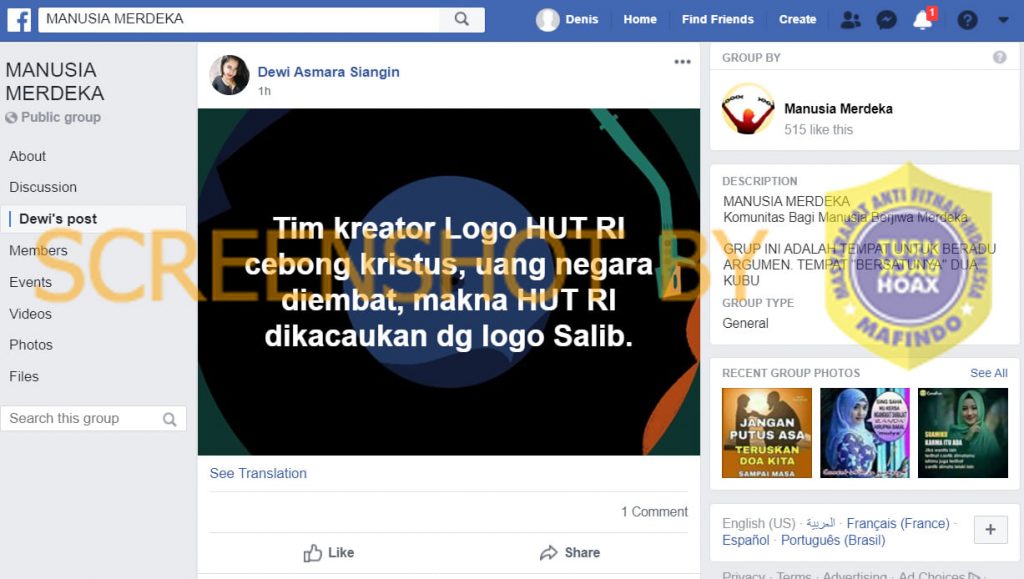 MANUSIA MERDEKA
Denis
Home
Find Friends
Create
1
MANUSIA
MERDEKA
Public group
About
Discussion
Dewi's post
Members
Events
Videos
Photos
Files
Search this group
Dewi Asmara Siangin
1h
Tim kreator Logo HUT RI
cebong kristus, uang negara
diembat, makna HUT RI
dikacaukan dg logo Salib.
SCREENSHOT BY
See Translation
1 Comment
Like
Share
GROUP BY
Manusia Merdeka
515 like this
DESCRIPTION
MANUSIA MERDEKA
Komunitas Bagi Manusia Berjiwa Merdeka
GRUP INI ADALAH TEMPAT UNTUK BERADU
ARGUMEN. TEMPAT "BERSATUNYA" DUA
KUBU
GROUP TYPE
General
HOAX
MAFINDO
RECENT GROUP PHOTOS
See All
JANGAN
PUTUS ASA
TERUSKAN
DOA KITA
SAMPAI MASA
SUAMIKU
KARMA ITU ADA
English (US) · العربية · Français (France) ·
Español · Português (Brasil)
Privacy · Terms · Advertising · Ad Choices